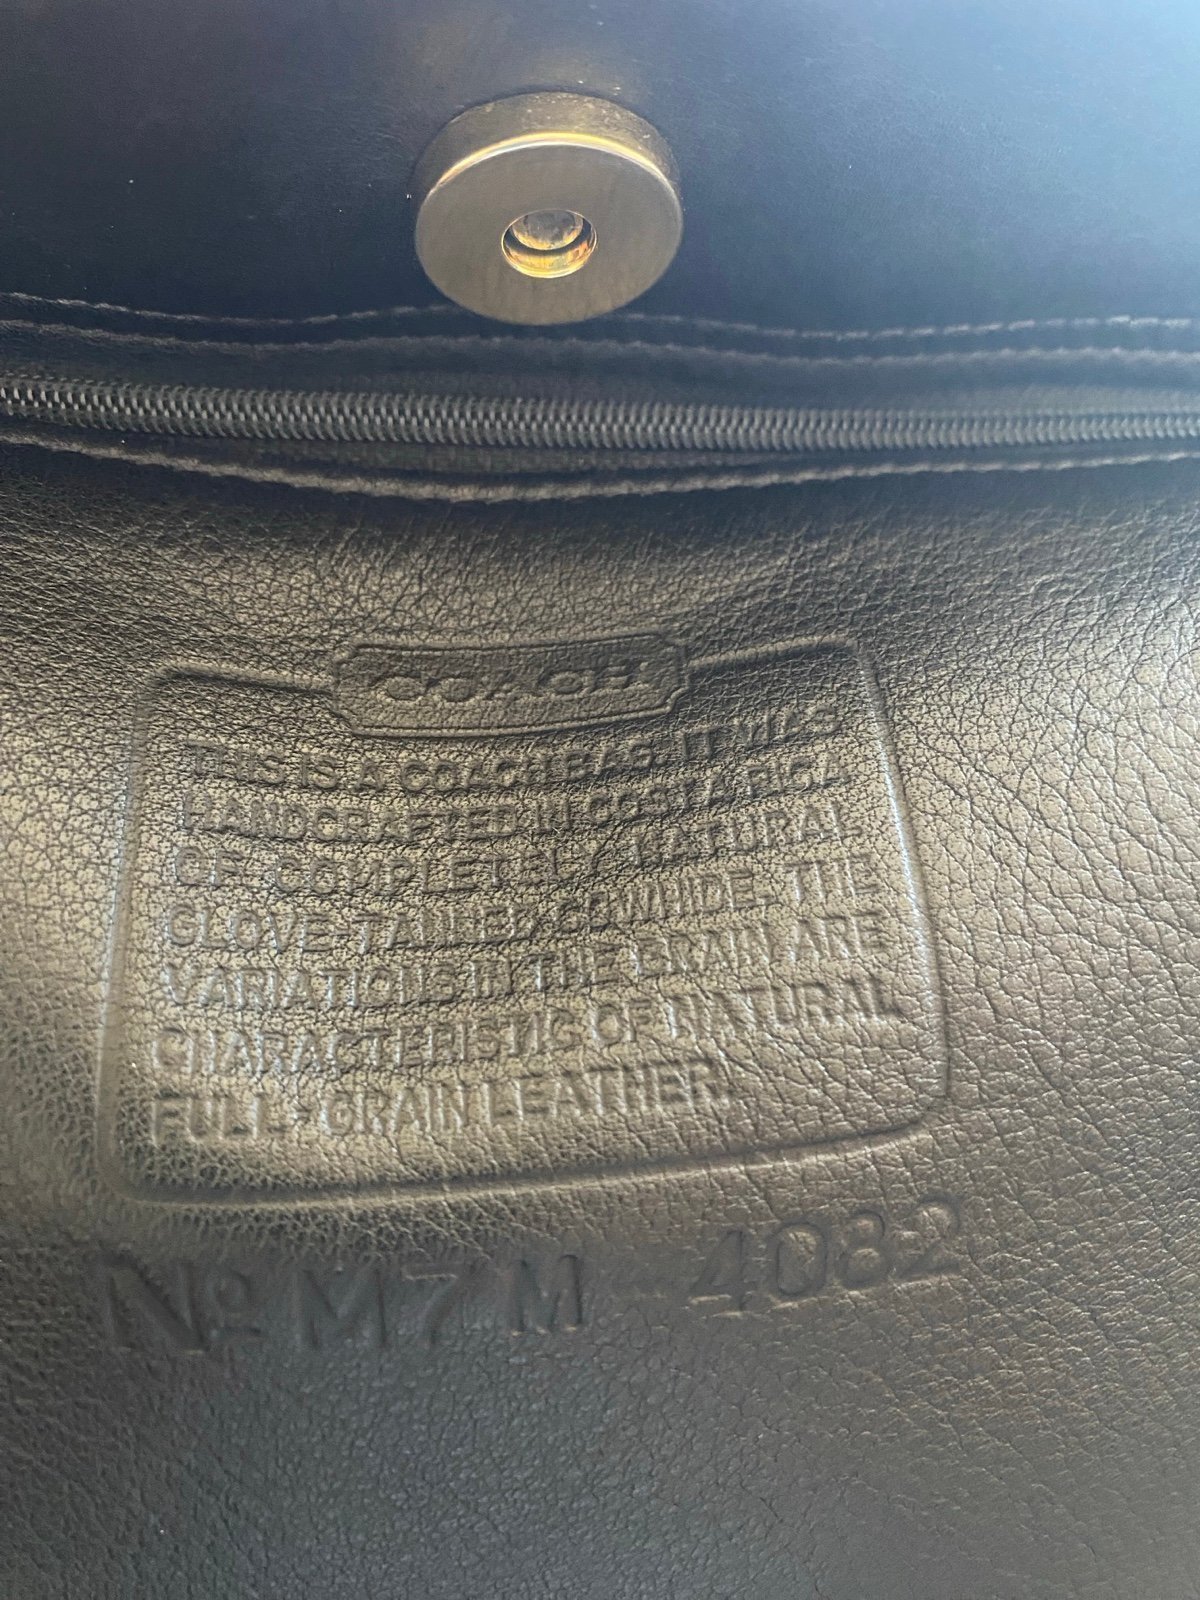 COACH
THIS IS A COACH BAG. IT WAS
HANDCRAFTED IN COSTA RICA
OF COMPLETELY NATURAL
GLOVE-TANNED COWHIDE. THE
VARIATIONS IN THE GRAIN ARE
CHARACTERISTIC OF NATURAL
FULL-GRAIN LEATHER.
No M7M-4082